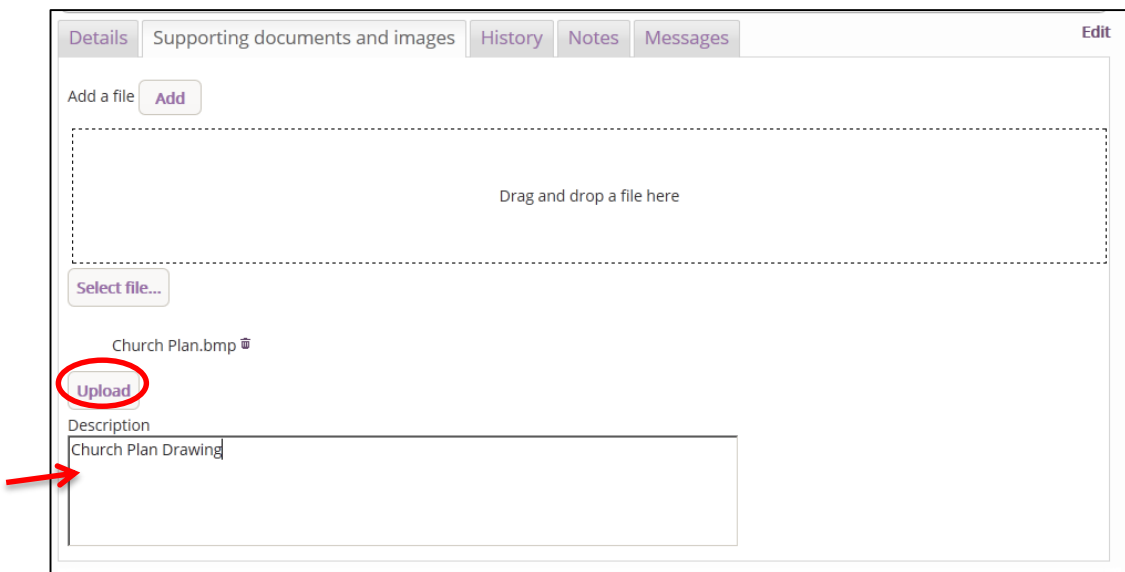 Details Supporting documents and images History Notes Messages Edit
Add a file Add
Drag and drop a file here
Select file...
Church Plan.bmp
Upload
Description
Church Plan Drawing